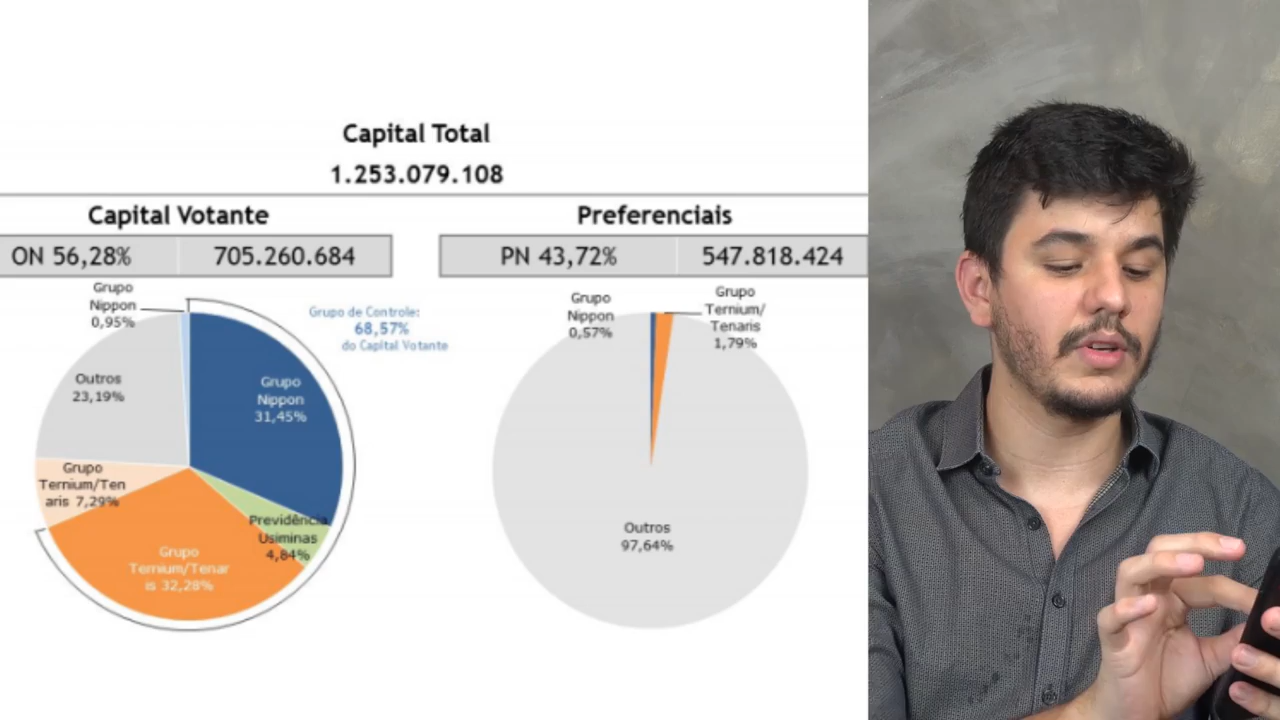 Capital Total
1.253.079.108
Capital Votante
Preferenciais
ON 56,28%
705.260.684
PN 43,72%
547.818.424
Grupo
Nippon
0,95%
Grupo de Controle:
68,57%
do Capital Votante
Outros
23,19%
Grupo
Nippon
31,45%
Grupo
Ternium/Ten
aris 7,29%
Previdência
Usiminas
4,84%
Grupo
Ternium/Tenar
is 32,28%
Grupo
Nippon
0,57%
Grupo
Ternium/
Tenaris
1,79%
Outros
97,64%